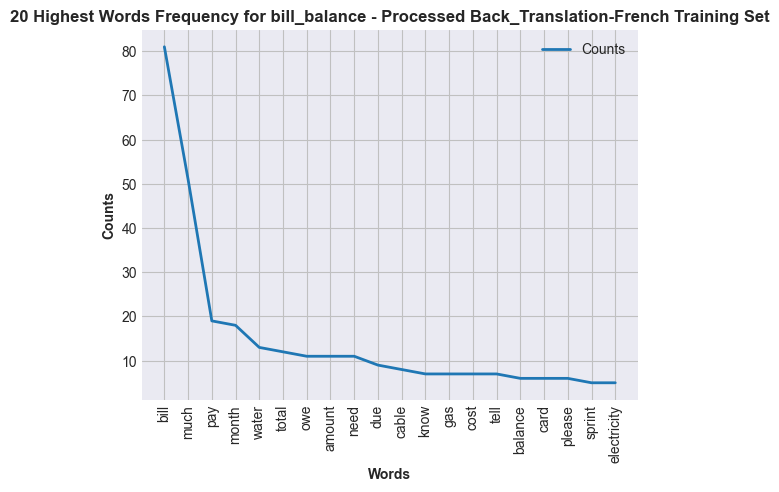 20 Highest Words Frequency for bill_balance - Processed Back_Translation-French Training Set
Counts
80
70
60
50
40
30
20
10
Counts
bill
much
pay
month
water
total
owe
amount
need
due
cable
know
gas
cost
tell
balance
card
please
sprint
electricity
Words